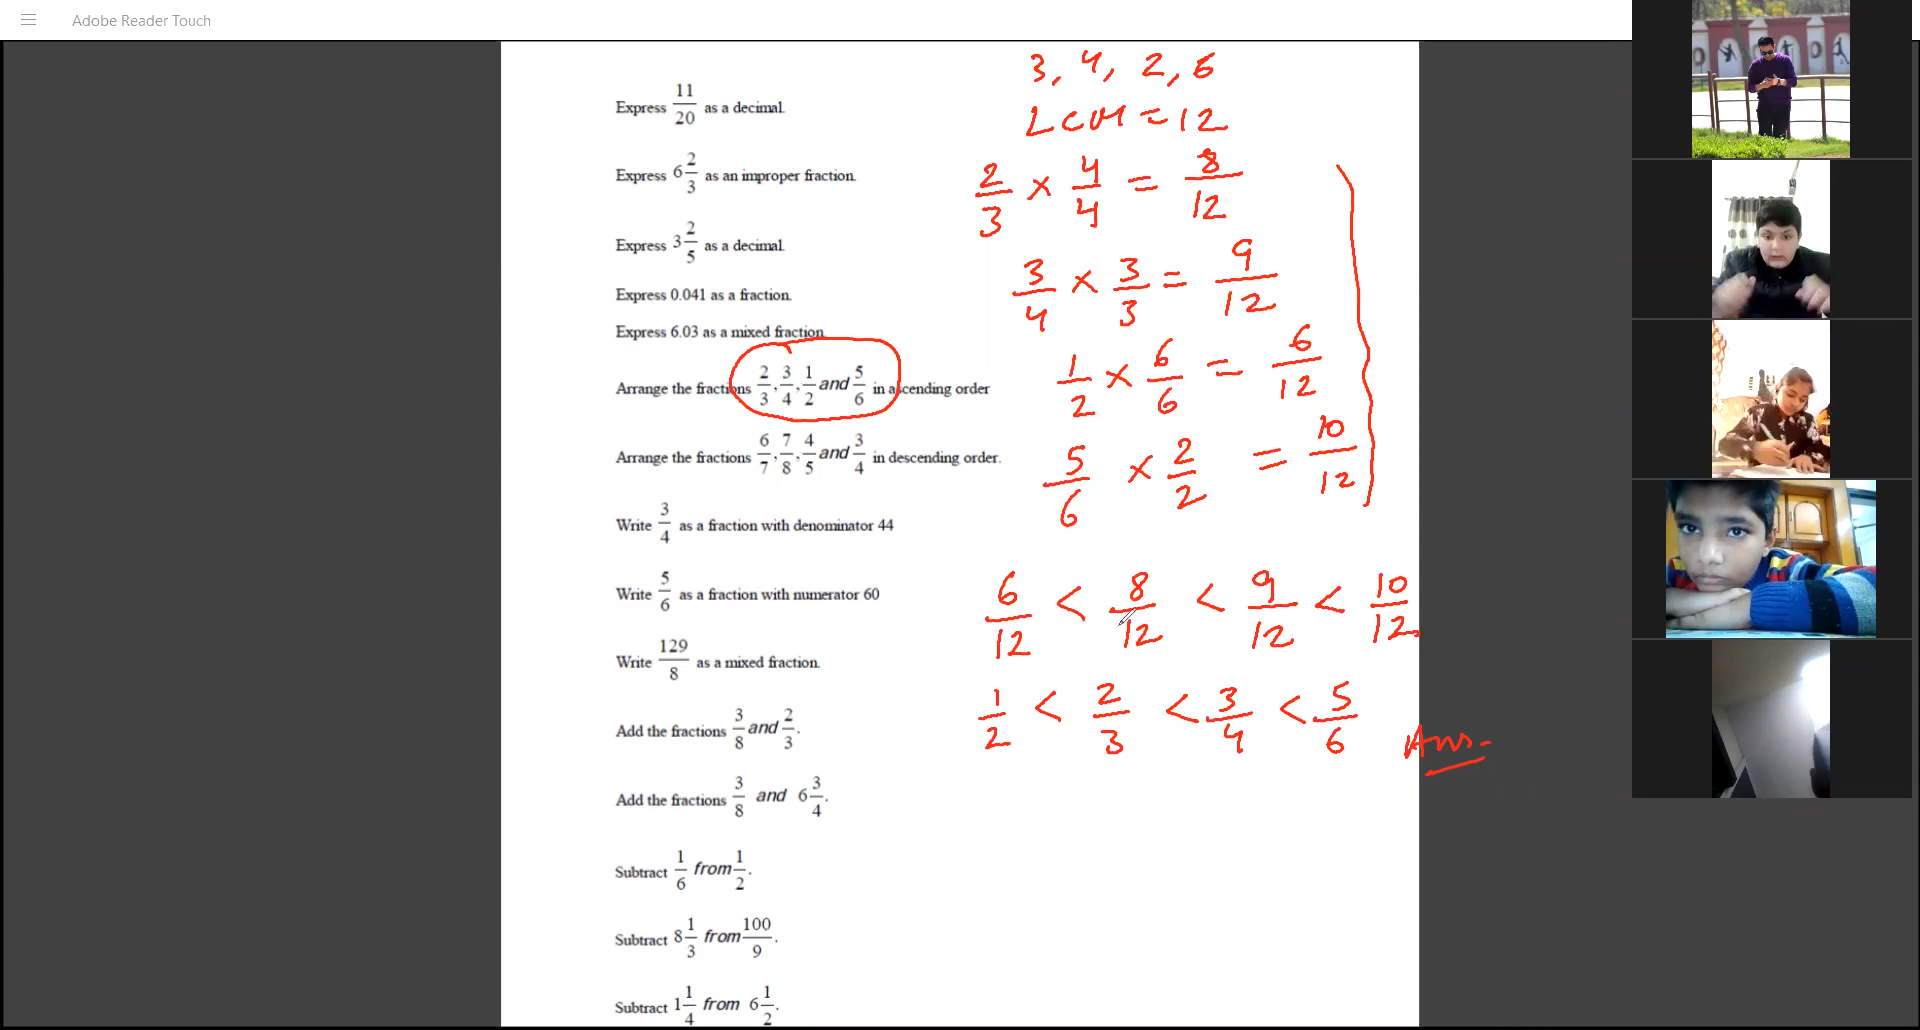 Adobe Reader Touch
Express 11/20 as a decimal.
Express 6 2/3 as an improper fraction.
Express 3 2/5 as a decimal.
Express 0.041 as a fraction.
Express 6.03 as a mixed fraction.
Arrange the fractions 2/3, 3/4, 1/2 and 5/6 in ascending order
Arrange the fractions 6/7, 7/8, 4/5 and 3/4 in descending order.
Write 3/4 as a fraction with denominator 44
Write 5/6 as a fraction with numerator 60
Write 129/8 as a mixed fraction.
Add the fractions 3/8 and 2/3.
Add the fractions 3/8 and 6 3/4.
Subtract 1/6 from 1/2.
Subtract 8 1/3 from 100/9.
Subtract 1 1/4 from 6 1/2.
3, 4, 2, 6
LCM = 12
2/3 × 4/4 = 8/12
3/4 × 3/3 = 9/12
1/2 × 6/6 = 6/12
5/6 × 2/2 = 10/12
6/12 < 8/12 < 9/12 < 10/12
1/2 < 2/3 < 3/4 < 5/6 Ans.